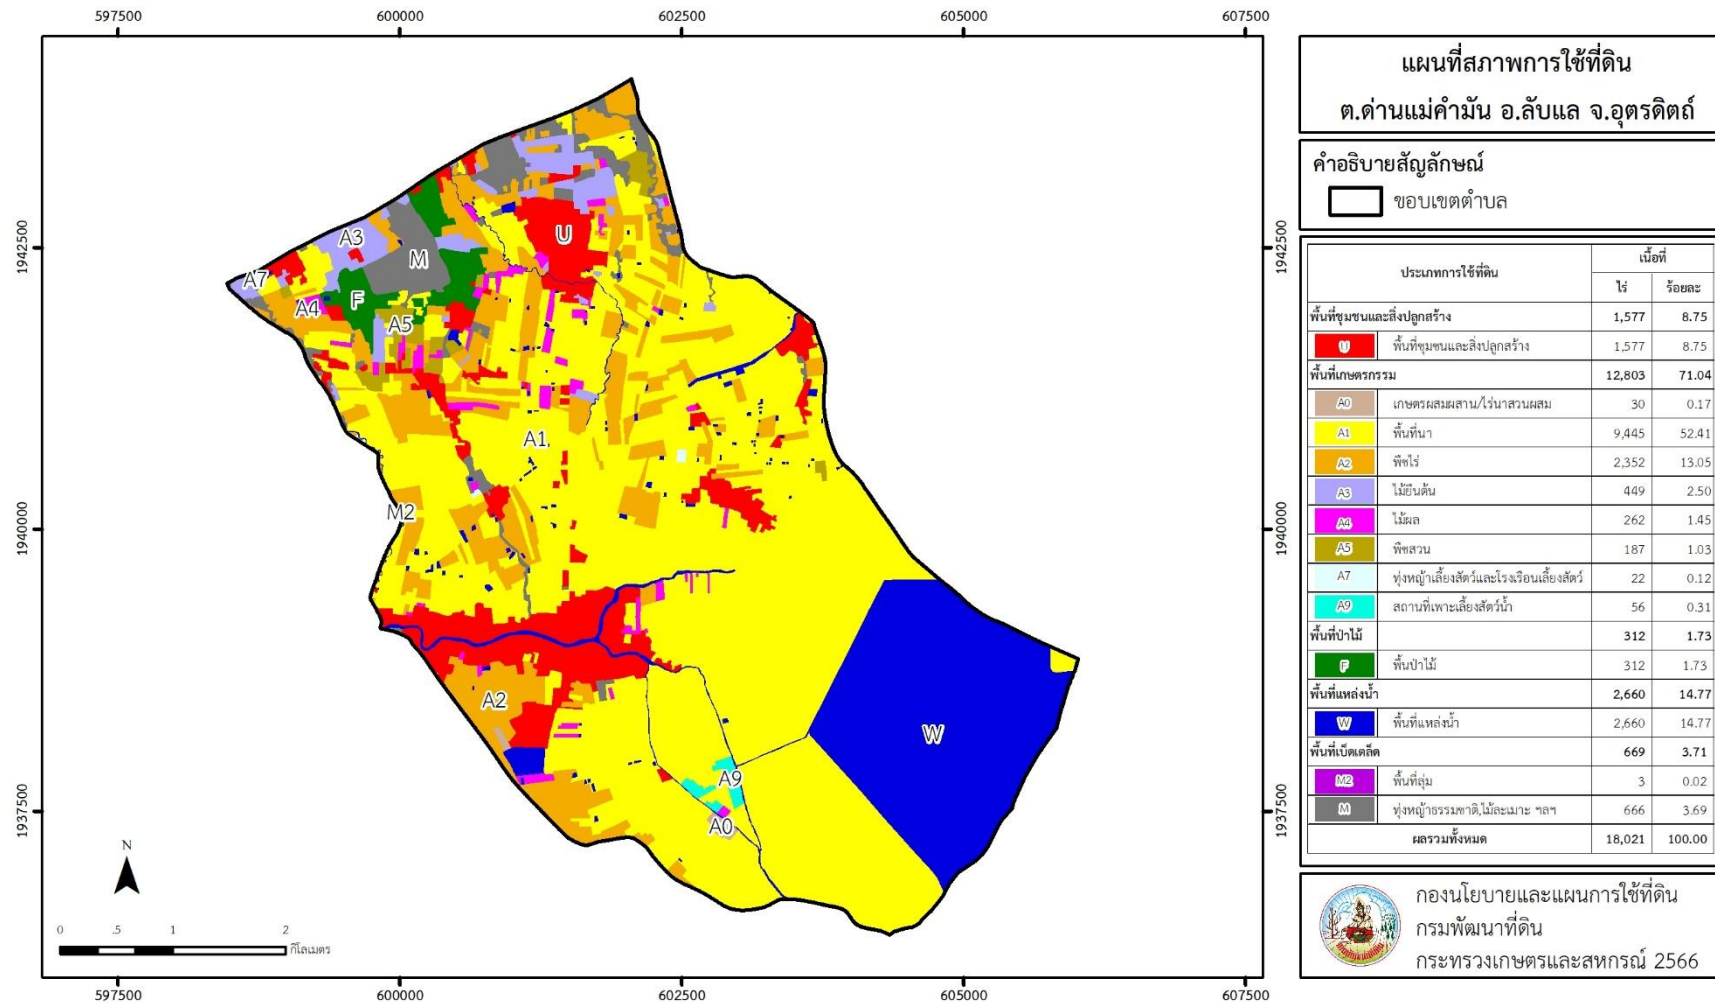 597500 600000 602500 605000 607500
แผนที่สภาพการใช้ที่ดิน
ต.ด่านแม่คำมัน อ.ลับแล จ.อุตรดิตถ์
คำอธิบายสัญลักษณ์
ขอบเขตตำบล
ประเภทการใช้ที่ดิน เนื้อที่
ไร่ ร้อยละ
พื้นที่ชุมชนและสิ่งปลูกสร้าง 1,577 8.75
U พื้นที่ชุมชนและสิ่งปลูกสร้าง 1,577 8.75
พื้นที่เกษตรกรรม 12,803 71.04
A0 เกษตรผสมผสาน/ไร่นาสวนผสม 30 0.17
A1 พื้นที่นา 9,445 52.41
A2 พืชไร่ 2,352 13.05
A3 ไม้ยืนต้น 449 2.50
A4 ไม้ผล 262 1.45
A5 พืชสวน 187 1.03
A7 ทุ่งหญ้าเลี้ยงสัตว์และโรงเรือนเลี้ยงสัตว์ 22 0.12
A9 สถานที่เพาะเลี้ยงสัตว์น้ำ 56 0.31
พื้นที่ป่าไม้ 312 1.73
F พื้นป่าไม้ 312 1.73
พื้นที่แหล่งน้ำ 2,660 14.77
W พื้นที่แหล่งน้ำ 2,660 14.77
พื้นที่เบ็ดเตล็ด 669 3.71
M2 พื้นที่ลุ่ม 3 0.02
M ทุ่งหญ้าธรรมชาติ,ไม้ละเมาะ ฯลฯ 666 3.69
ผลรวมทั้งหมด 18,021 100.00
กองนโยบายและแผนการใช้ที่ดิน
กรมพัฒนาที่ดิน
กระทรวงเกษตรและสหกรณ์ 2566
1942500
1942500
1940000
1940000
1937500
1937500
U
A3
M
A7
F
A4
A5
A1
M2
A2
W
A9
A0
N
0 .5 1 2
กิโลเมตร
597500 600000 602500 605000 607500